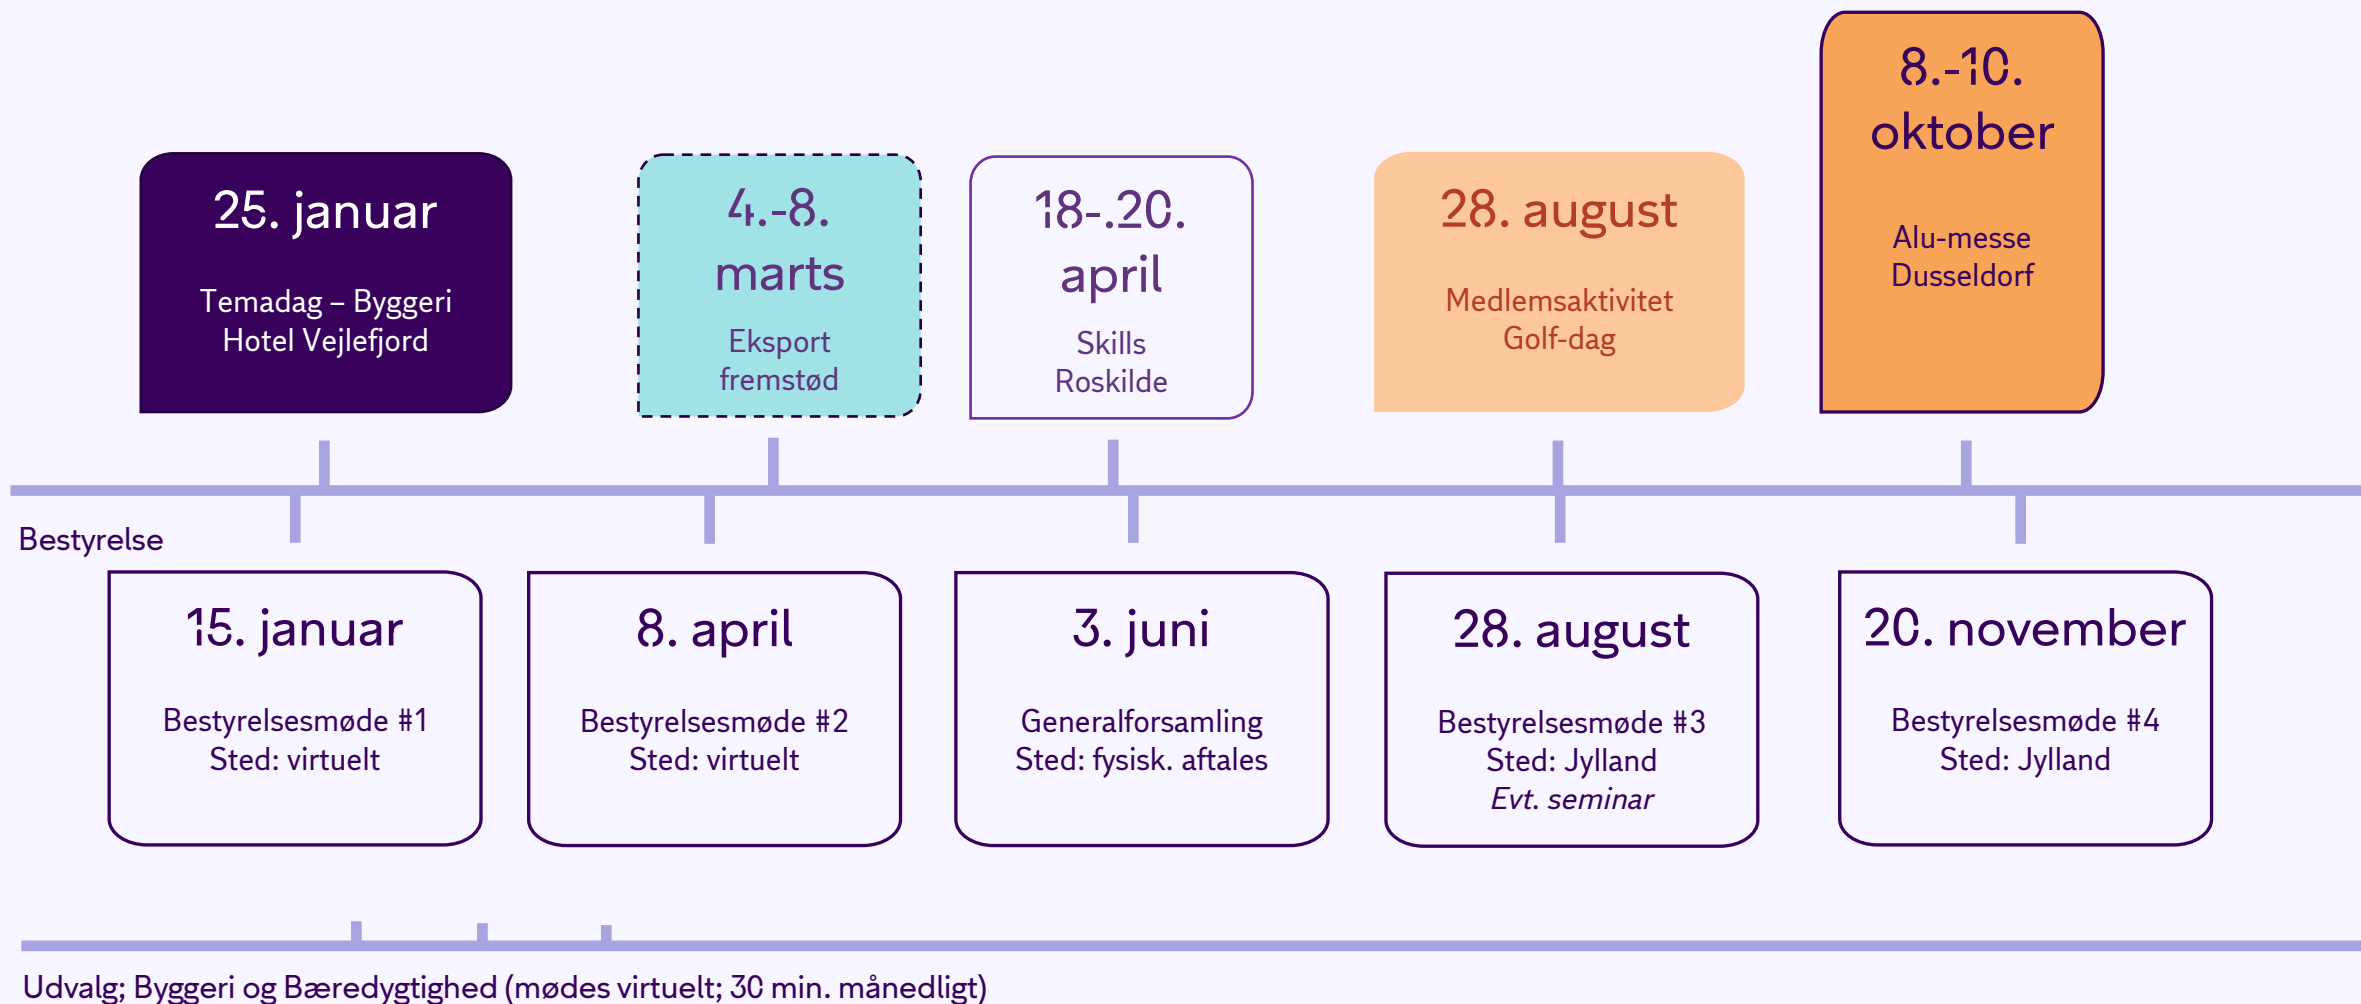 25. januar
Temadag – Byggeri
Hotel Vejlefjord
4.-8.
marts
Eksport
fremstød
18-.20.
april
Skills
Roskilde
28. august
Medlemsaktivitet
Golf-dag
8.-10.
oktober
Alu-messe
Dusseldorf
Bestyrelse
15. januar
Bestyrelsesmøde #1
Sted: virtuelt
8. april
Bestyrelsesmøde #2
Sted: virtuelt
3. juni
Generalforsamling
Sted: fysisk. aftales
28. august
Bestyrelsesmøde #3
Sted: Jylland
Evt. seminar
20. november
Bestyrelsesmøde #4
Sted: Jylland
Udvalg; Byggeri og Bæredygtighed (mødes virtuelt; 30 min. månedligt)